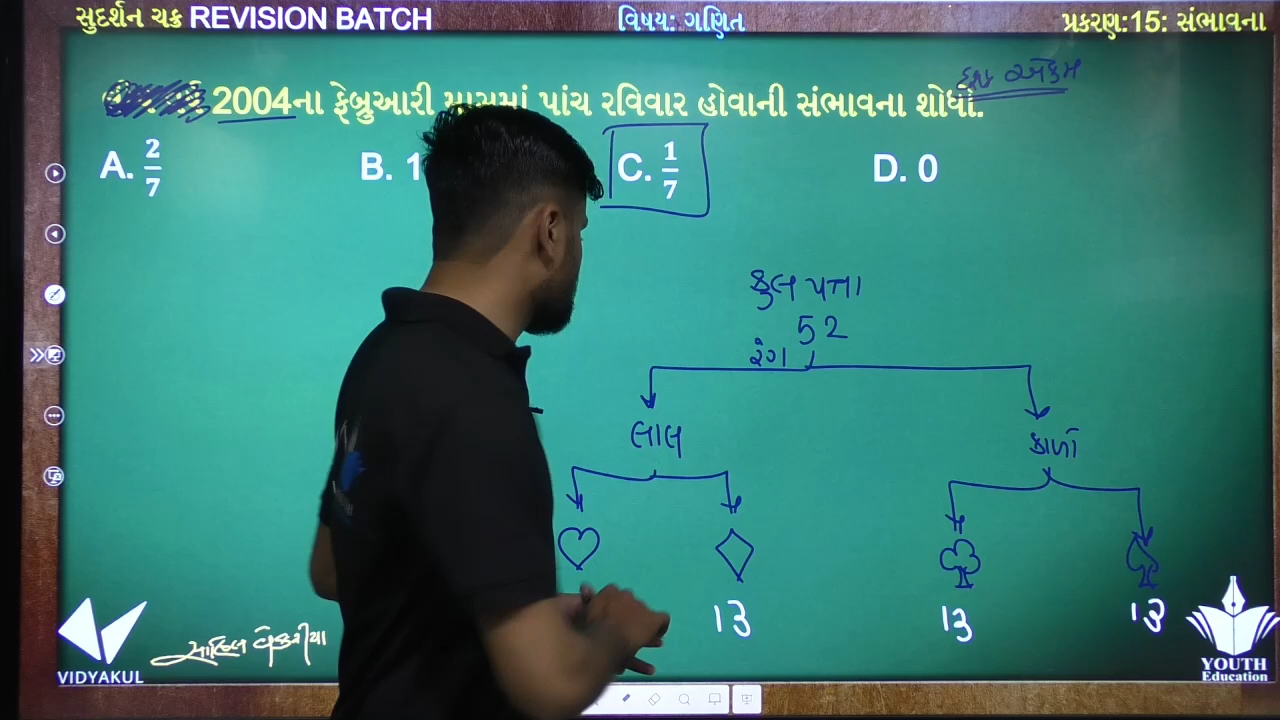 સુદર્શન ચક્ર REVISION BATCH
વિષય: ગણિત
પ્રકરણ:15: સંભાવના
2004ના ફેબ્રુઆરી માસમાં પાંચ રવિવાર હોવાની સંભાવના શોધો.
A. 2/7
B. 1
C. 1/7
D. 0
કુલ પત્તા
52
રંગ
લાલ
કાળો
13
13
13
VIDYAKUL
YOUTH
Education